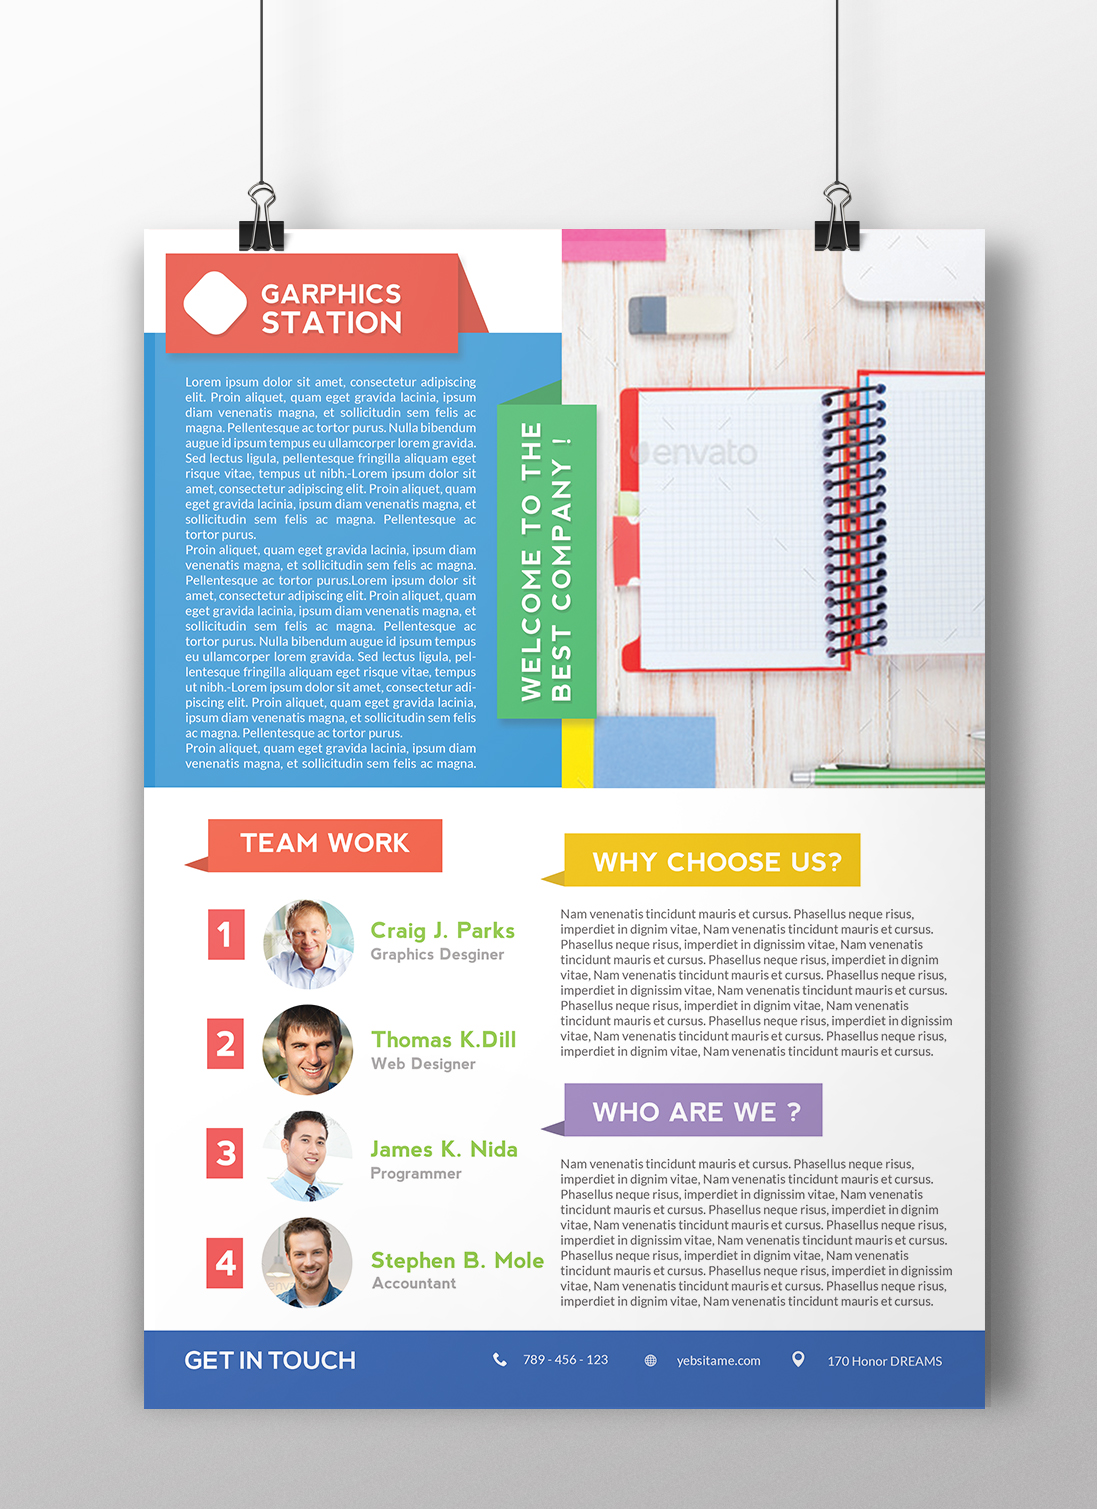 GARPHICS
STATION
Lorem ipsum dolor sit amet, consectetur adipiscing
elit. Proin aliquet, quam eget gravida lacinia, ipsum
diam venenatis magna, et sollicitudin sem felis ac
magna. Pellentesque ac tortor purus. Nulla bibendum
augue id ipsum tempus eu ullamcorper lorem gravida.
Sed lectus ligula, pellentesque fringilla aliquam eget
risque vitae, tempus ut nibh.-Lorem ipsum dolor sit
amet, consectetur adipiscing elit. Proin aliquet, quam
eget gravida lacinia, ipsum diam venenatis magna, et
sollicitudin sem felis ac magna. Pellentesque ac
tortor purus.
Proin aliquet, quam eget gravida lacinia, ipsum diam
venenatis magna, et sollicitudin sem felis ac magna.
Pellentesque ac tortor purus.Lorem ipsum dolor sit
amet, consectetur adipiscing elit. Proin aliquet, quam
eget gravida lacinia, ipsum diam venenatis magna, et
sollicitudin sem felis ac magna. Pellentesque ac
tortor purus. Nulla bibendum augue id ipsum tempus
eu ullamcorper lorem gravida. Sed lectus ligula, pel-
lentesque fringilla aliquam eget risque vitae, tempus
ut nibh.-Lorem ipsum dolor sit amet, consectetur adi-
piscing elit. Proin aliquet, quam eget gravida lacinia,
ipsum diam venenatis magna, et sollicitudin sem felis
ac magna. Pellentesque ac tortor purus.
Proin aliquet, quam eget gravida lacinia, ipsum diam
venenatis magna, et sollicitudin sem felis ac magna.
WELCOME TO THE
BEST COMPANY !
envato
TEAM WORK
1
Craig J. Parks
Graphics Desginer
2
Thomas K.Dill
Web Designer
3
James K. Nida
Programmer
4
Stephen B. Mole
Accountant
WHY CHOOSE US?
Nam venenatis tincidunt mauris et cursus. Phasellus neque risus,
imperdiet in dignim vitae, Nam venenatis tincidunt mauris et cursus.
Phasellus neque risus, imperdiet in dignissim vitae, Nam venenatis
tincidunt mauris et cursus. Phasellus neque risus, imperdiet in dignim
vitae, Nam venenatis tincidunt mauris et cursus. Phasellus neque risus,
imperdiet in dignissim vitae, Nam venenatis tincidunt mauris et cursus.
Phasellus neque risus, imperdiet in dignim vitae, Nam venenatis
tincidunt mauris et cursus. Phasellus neque risus, imperdiet in dignissim
vitae, Nam venenatis tincidunt mauris et cursus. Phasellus neque risus,
imperdiet in dignim vitae, Nam venenatis tincidunt mauris et cursus.
WHO ARE WE ?
Nam venenatis tincidunt mauris et cursus. Phasellus neque risus,
imperdiet in dignim vitae, Nam venenatis tincidunt mauris et cursus.
Phasellus neque risus, imperdiet in dignissim vitae, Nam venenatis
tincidunt mauris et cursus. Phasellus neque risus, imperdiet in dignim
vitae, Nam venenatis tincidunt mauris et cursus. Phasellus neque risus,
imperdiet in dignissim vitae, Nam venenatis tincidunt mauris et cursus.
Phasellus neque risus, imperdiet in dignim vitae, Nam venenatis
tincidunt mauris et cursus. Phasellus neque risus, imperdiet in dignissim
vitae, Nam venenatis tincidunt mauris et cursus. Phasellus neque risus,
imperdiet in dignim vitae, Nam venenatis tincidunt mauris et cursus.
GET IN TOUCH
789 - 456 - 123
yebsitame.com
170 Honor DREAMS